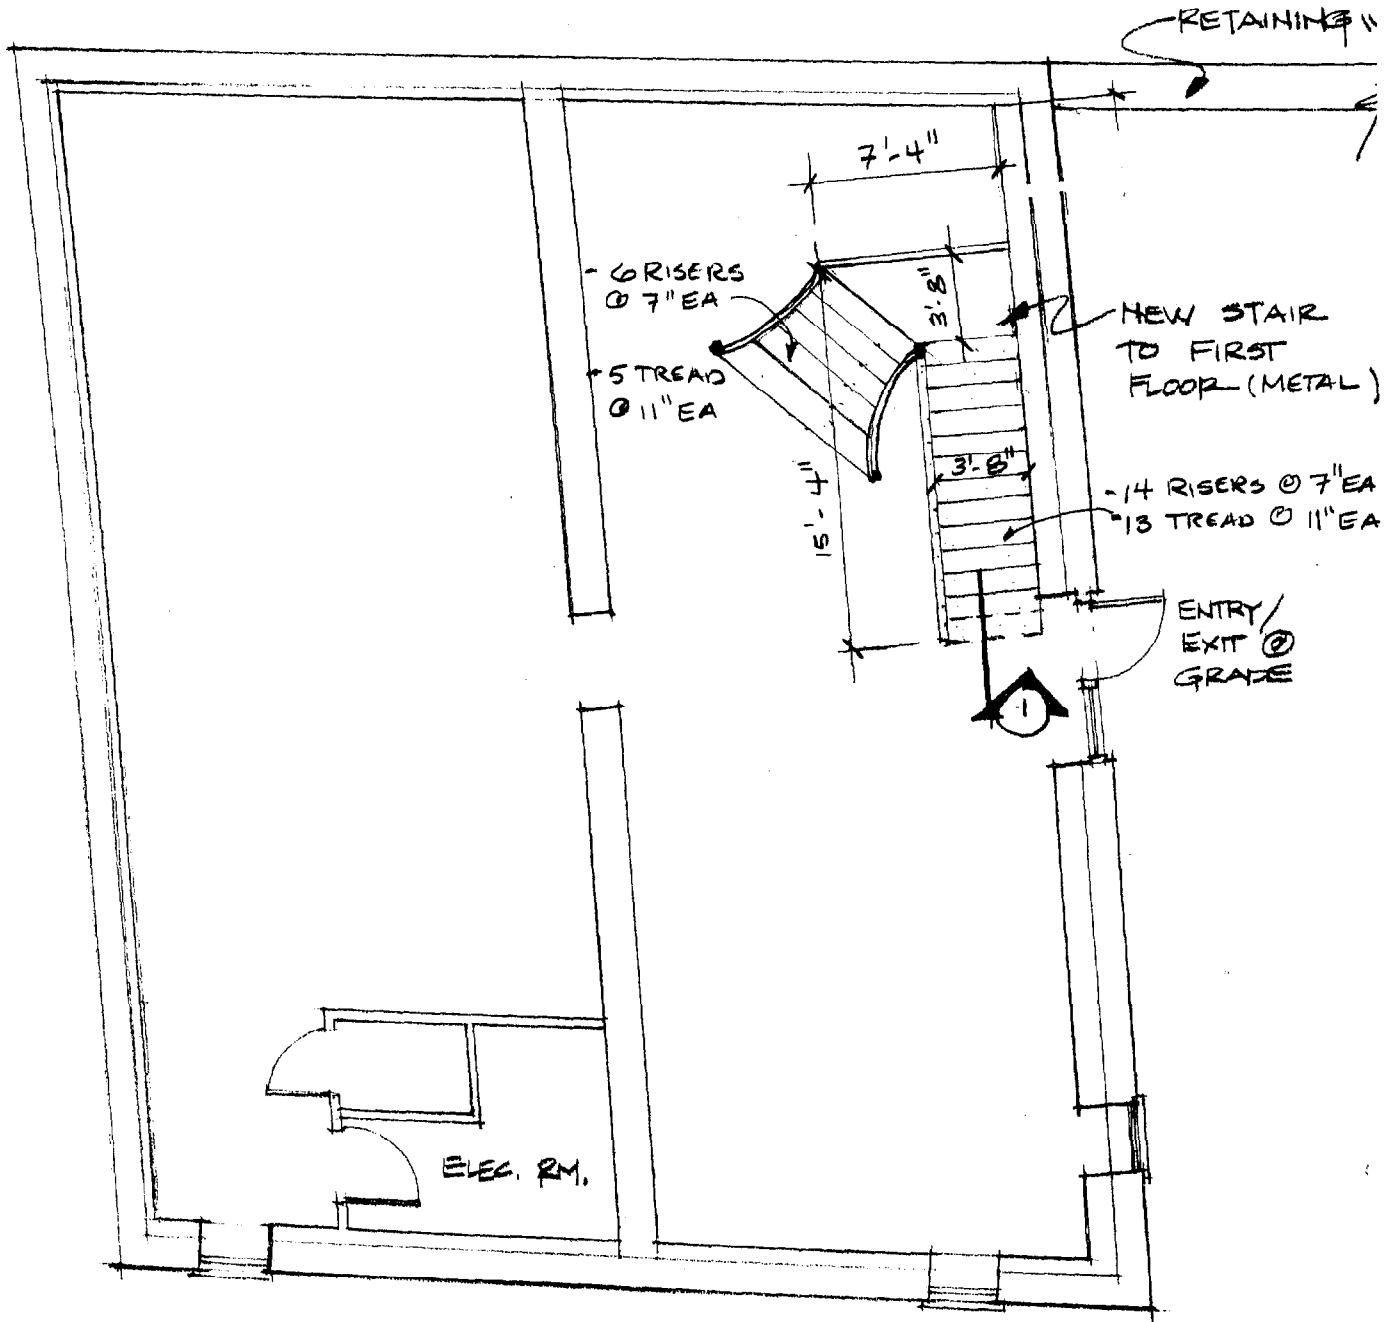 RETAINING
7'-4"
- 6 RISERS
@ 7" EA
3'-8"
NEW STAIR
TO FIRST
FLOOR (METAL)
- 5 TREAD
@ 11" EA
15'-4"
3'-8"
- 14 RISERS @ 7" EA
- 13 TREAD @ 11" EA
ENTRY/
EXIT @
GRADE
1
ELEC. RM.